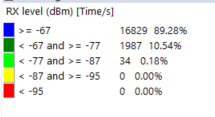 RX level (dBm) [Time/s]
>= -67 16829 89.28%
< -67 and >= -77 1987 10.54%
< -77 and >= -87 34 0.18%
< -87 and >= -95 0 0.00%
< -95 0 0.00%